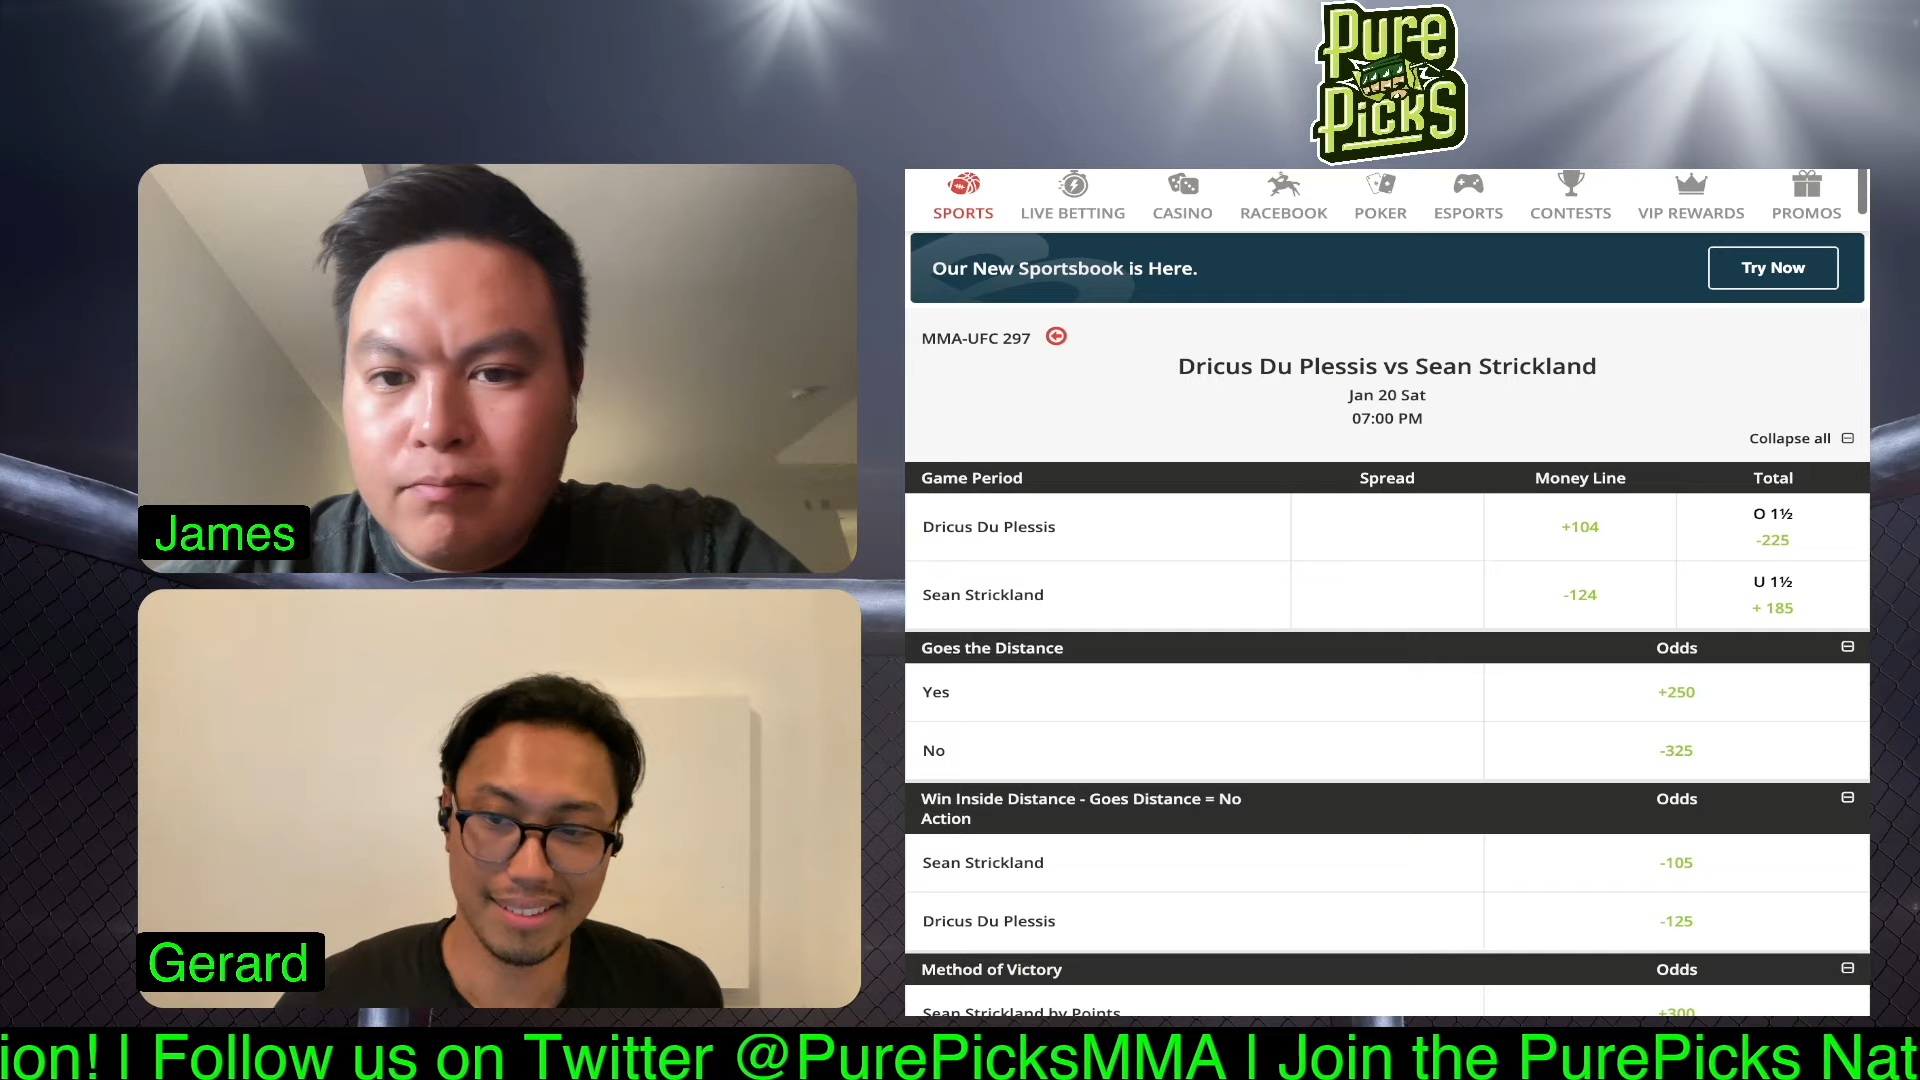 Pure
Picks
James
Gerard
SPORTS LIVE BETTING CASINO RACEBOOK POKER ESPORTS CONTESTS VIP REWARDS PROMOS
Our New Sportsbook is Here. Try Now
MMA-UFC 297
Dricus Du Plessis vs Sean Strickland
Jan 20 Sat
07:00 PM
Collapse all
Game Period Spread Money Line Total
Dricus Du Plessis +104 O 1½ -225
Sean Strickland -124 U 1½ + 185
Goes the Distance Odds
Yes +250
No -325
Win Inside Distance - Goes Distance = No Action Odds
Sean Strickland -105
Dricus Du Plessis -125
Method of Victory Odds
Sean Strickland by Points +300
ion! | Follow us on Twitter @PurePicksMMA | Join the PurePicks Nat